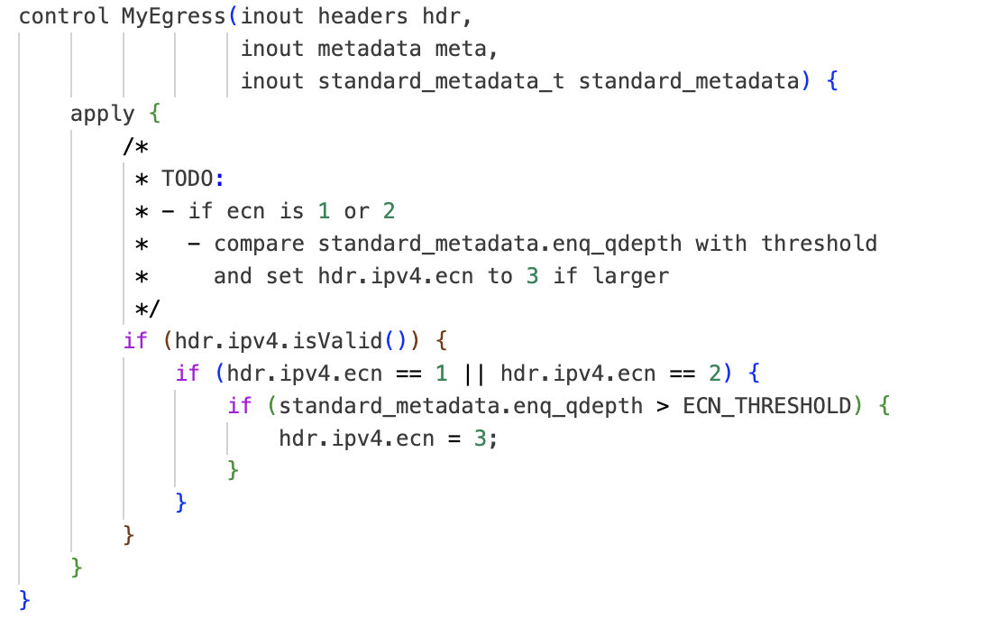 control MyEgress(inout headers hdr,
                 inout metadata meta,
                 inout standard_metadata_t standard_metadata) {
    apply {
        /*
         * TODO:
         * - if ecn is 1 or 2
         *   - compare standard_metadata.enq_qdepth with threshold
         *     and set hdr.ipv4.ecn to 3 if larger
         */
        if (hdr.ipv4.isValid()) {
            if (hdr.ipv4.ecn == 1 || hdr.ipv4.ecn == 2) {
                if (standard_metadata.enq_qdepth > ECN_THRESHOLD) {
                    hdr.ipv4.ecn = 3;
                }
            }
        }
    }
}